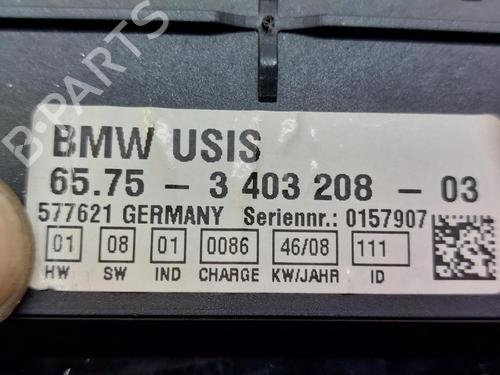 BMW USIS
65.75 - 3 403 208 - 03
577621 GERMANY Seriennr.: 0157907
01 08 01 0086 46/08 111
HW SW IND CHARGE KW/JAHR ID
B-PARTS